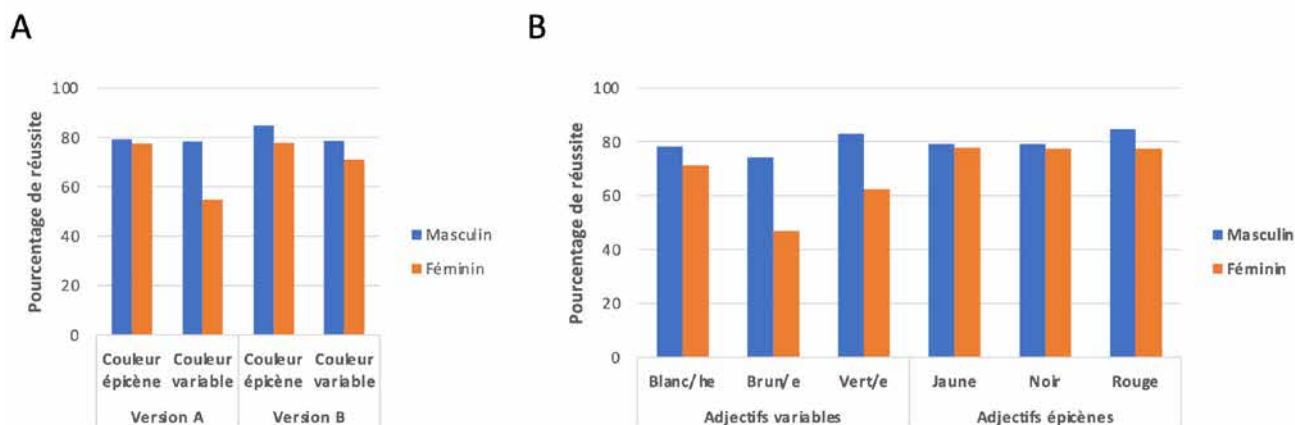 A
Pourcentage de réussite
100
80
60
40
20
0
Couleur épicène
Couleur variable
Couleur épicène
Couleur variable
Version A
Version B
Masculin
Féminin
B
Pourcentage de réussite
100
80
60
40
20
0
Blanc/he
Brun/e
Vert/e
Jaune
Noir
Rouge
Adjectifs variables
Adjectifs épicènes
Masculin
Féminin